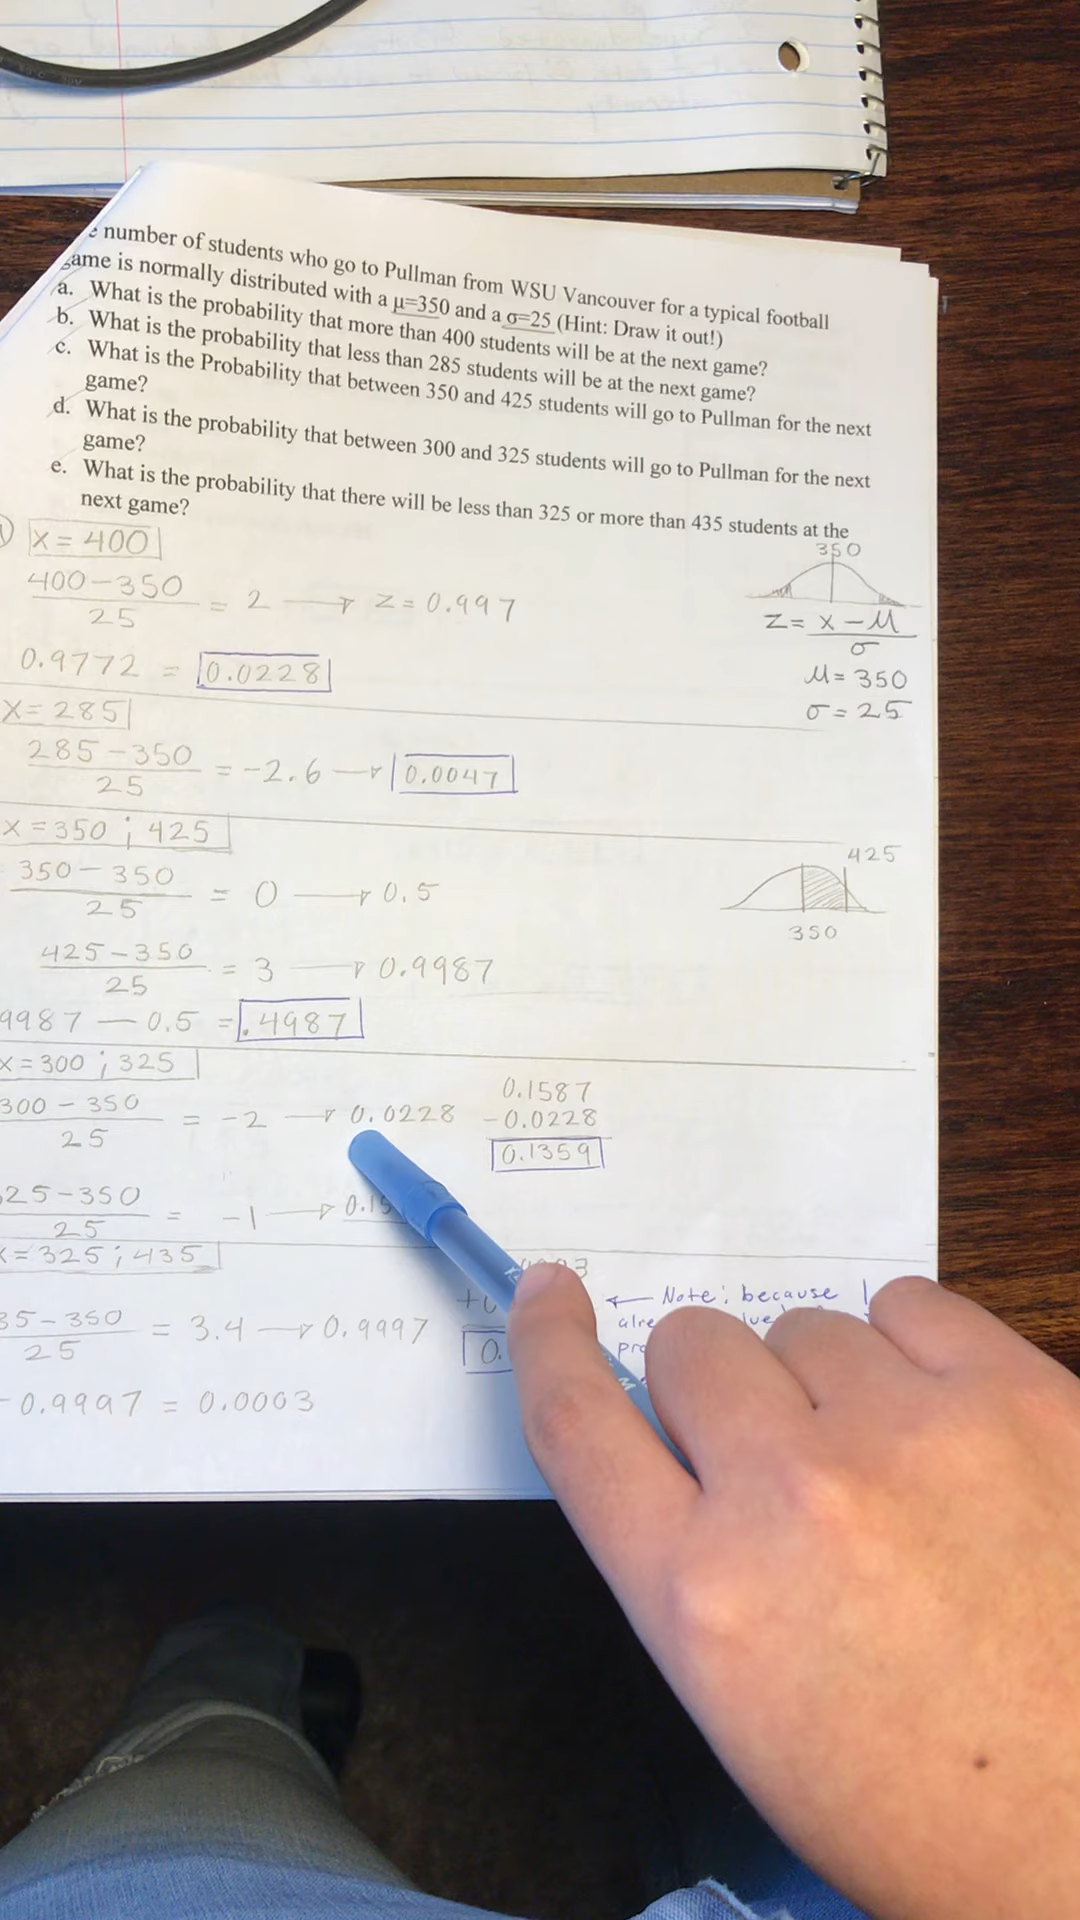 number of students who go to Pullman from WSU Vancouver for a typical football
game is normally distributed with a μ=350 and a σ=25 (Hint: Draw it out!)
a. What is the probability that more than 400 students will be at the next game?
b. What is the probability that less than 285 students will be at the next game?
c. What is the Probability that between 350 and 425 students will go to Pullman for the next
game?
d. What is the probability that between 300 and 325 students will go to Pullman for the next
game?
e. What is the probability that there will be less than 325 or more than 435 students at the
next game?
x = 400
350
400 - 350
25
= 2 → z = 0.997
z = x - μ
σ
0.9772 = 0.0228
μ = 350
σ = 25
x = 285
285 - 350
25
= -2.6 → 0.0047
x = 350 ; 425
425
350 - 350
25
= 0 → 0.5
350
425 - 350
25
= 3 → 0.9987
9987 - 0.5 = .4987
x = 300 ; 325
300 - 350
25
= -2 → 0.0228
0.1587
- 0.0228
0.1359
25 - 350
25
= -1 →
x = 325 ; 435
35 - 350
25
= 3.4 → 0.9997
← Note: because
- 0.9997 = 0.0003